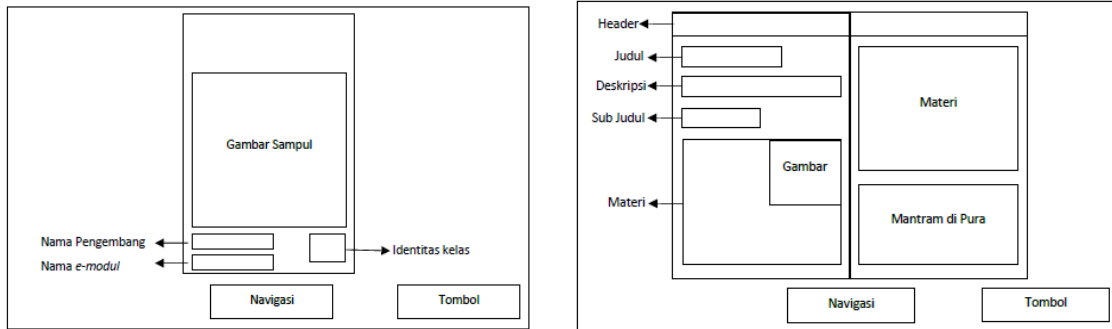 Gambar Sampul
Nama Pengembang
Identitas kelas
Nama e-modul
Navigasi
Tombol
Header
Judul
Deskripsi
Sub Judul
Gambar
Materi
Materi
Mantram di Pura
Navigasi
Tombol